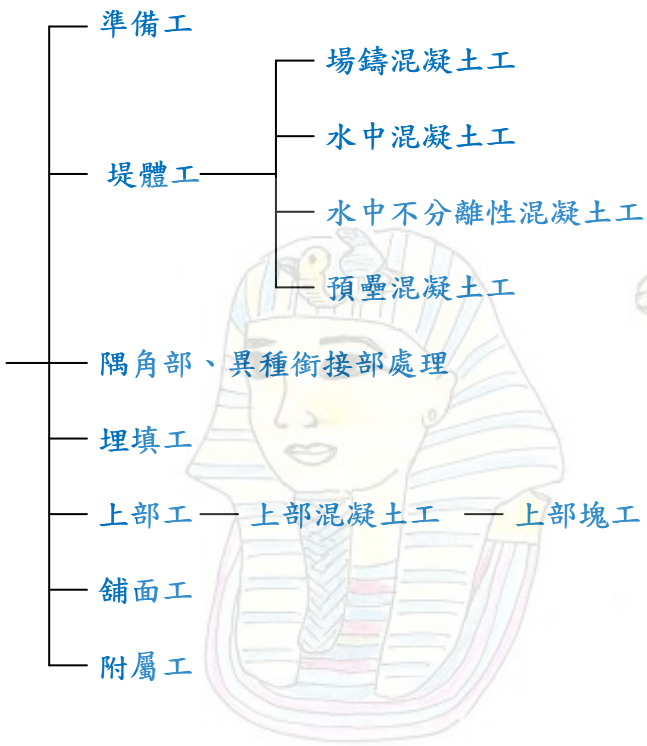 準備工
場鑄混凝土工
水中混凝土工
堤體工
水中不分離性混凝土工
預壘混凝土工
隅角部、異種銜接部處理
埋填工
上部工 上部混凝土工 上部塊工
舖面工
附屬工